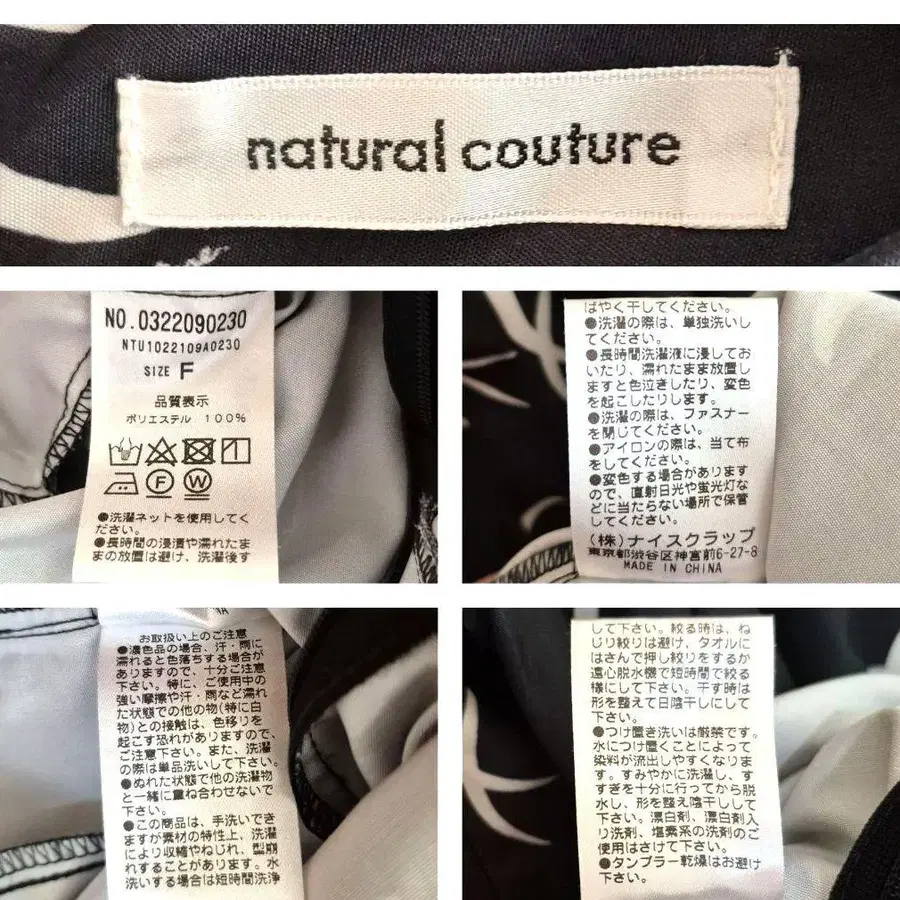 natural couture
NO.0322090230
NTU1022109A0230
SIZE F
品質表示
ポリエステル 100%
F W
●洗濯ネットを使用してく
ださい。
●長時間の浸漬や濡れたま
まの放置は避け、洗濯後す
ばやく干してください。
●洗濯の際は、単独洗いし
てください。
●長時間洗濯液に浸してお
いたり、濡れたまま放置し
ますと色泣きしたり、変色
を起こしたりします。
●洗濯の際は、ファスナー
を閉じてください。
●アイロンの際は、当て布
をしてください。
●変色する場合があります
ので、直射日光や蛍光灯な
どに当たらない場所で保管
してください。
(株)ナイスクラップ
東京都渋谷区神宮前6-27-8
MADE IN CHINA
お取扱い上のご注意
●濃色品の場合、汗・雨に
濡れると色落ちする場合が
ありますので、十分ご注意
下さい。特に、ご使用中の
強い摩擦や汗・雨など濡れ
た状態での他の物(特に白
物)との接触は、色移りを
起こす恐れがありますので、
ご注意下さい。また、洗濯
の際は単品洗いして下さい。
●ぬれた状態で他の洗濯物
と一緒に重ね合わせないで
下さい。
●この商品は、手洗いでき
ますが素材の特性上、洗濯
により収縮やねじれ、型崩
れすることがあります。水
洗いする場合は短時間洗浄
して下さい。絞る時は、ね
じり絞りは避け、タオルに
はさんで押し絞りをするか
遠心脱水機で短時間で絞る
様にして下さい。干す時は
形を整えて日陰干しにして
下さい。
●つけ置き洗いは厳禁です。
水につけ置くことによって
染料が流出しやすくなりま
す。すみやかに洗濯し、す
すぎを十分に行ってから脱
水し、形を整え陰干しして
下さい。漂白剤、漂白剤入
り洗剤、塩素系の洗剤のご
使用はさけて下さい。
●タンブラー乾燥はお避け
下さい。